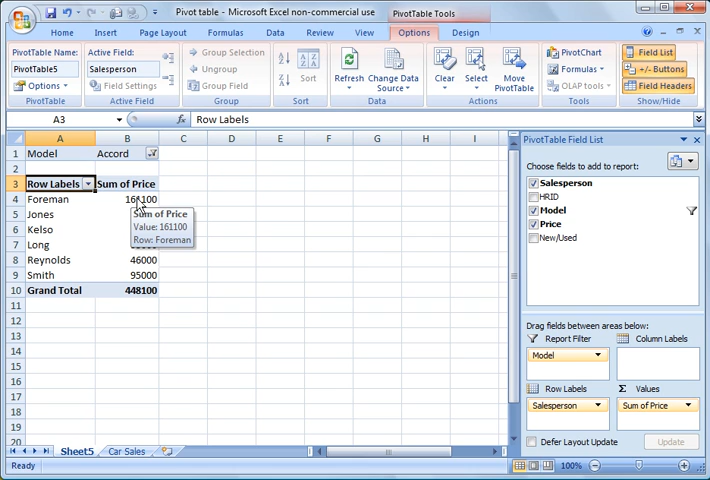 Pivot table - Microsoft Excel non-commercial use
PivotTable Tools
Home Insert Page Layout Formulas Data Review View Options Design
PivotTable Name: Active Field: Group Selection
PivotTable5 Salesperson Ungroup
Options Field Settings Group Field
Sort
Refresh Change Data Source
Clear Select Move PivotTable
PivotChart
Formulas
OLAP tools
Field List
+/- Buttons
Field Headers
PivotTable Active Field Group Sort Data Actions Tools Show/Hide
A3 fx Row Labels
A B C D E F G H I J
1 Model Accord
2
3 Row Labels Sum of Price
4 Foreman 161100
5 Jones
6 Kelso
7 Long
8 Reynolds 46000
9 Smith 95000
10 Grand Total 448100
11
12
13
14
15
16
17
18
19
20
Sum of Price
Value: 161100
Row: Foreman
PivotTable Field List
Choose fields to add to report:
Salesperson
HRID
Model
Price
New/Used
Drag fields between areas below:
Report Filter Column Labels
Model
Row Labels Σ Values
Salesperson Sum of Price
Defer Layout Update Update
Sheet5 Car Sales
Ready 100%